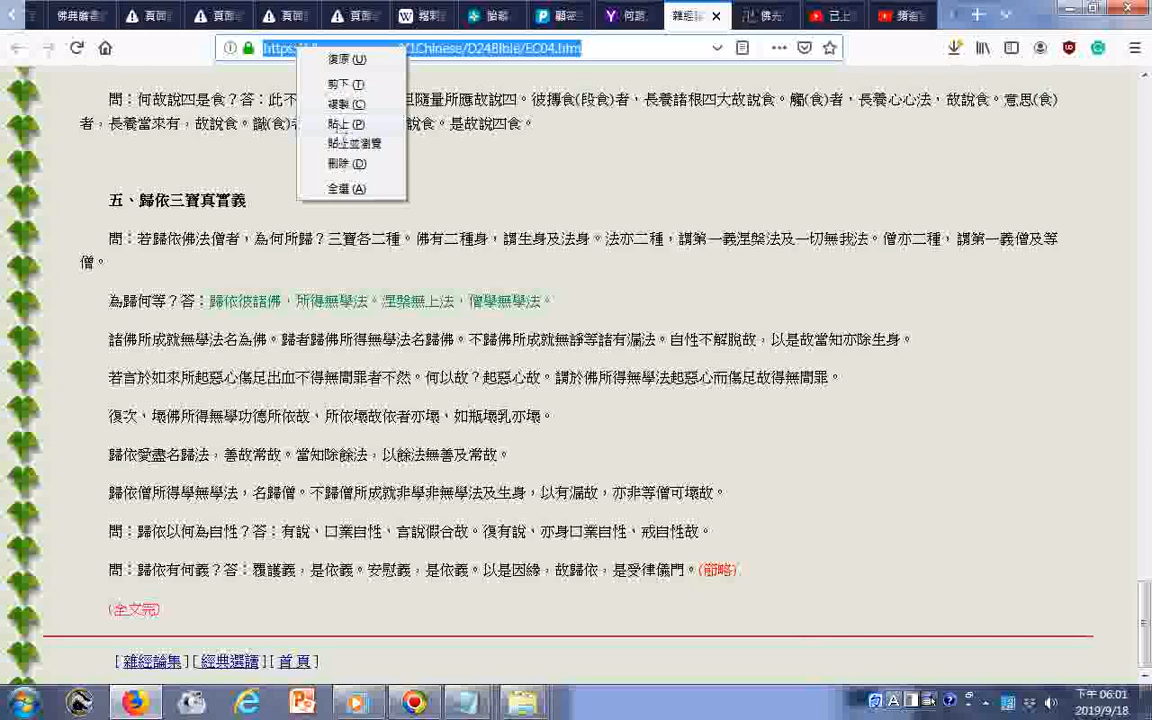 佛典
頁面
頁面
頁面
頁面
何
雜經
佛
已上
Chinese/D24Bible/EC04.htm
復原 (U)
剪下 (T)
複製 (C)
貼上 (P)
貼上並瀏覽
刪除 (D)
全選 (A)
問：何故說四是食？答：此不 且隨量所應故說四。彼摶食(段食)者，長養諸根四大故說食。觸(食)者，長養心心法，故說食。意思(食)
者，長養當來有，故說食。識(食) 說食。是故說四食。
五、歸依三寶真實義
問：若歸依佛法僧者，為何所歸？三寶各二種。佛有二種身，謂生身及法身。法亦二種，謂第一義涅槃法及一切無我法。僧亦二種，謂第一義僧及等
僧。
為歸何等？答：歸依彼諸佛，所得無學法。涅槃無上法，僧學無學法。
諸佛所成就無學法名為佛。歸者歸佛所得無學法名歸佛。不歸佛所成就無諍等諸有漏法。自性不解脫故，以是故當知亦除生身。
若言於如來所起惡心傷足出血不得無間罪者不然。何以故？起惡心故。謂於佛所得無學法起惡心而傷足故得無間罪。
復次、壞佛所得無學功德所依故、所依壞故依者亦壞，如瓶壞乳亦壞。
歸依愛盡名歸法，善故常故。當知除餘法，以餘法無善及常故。
歸依僧所得學無學法，名歸僧。不歸僧所成就非學非無學法及生身，以有漏故，亦非等僧可壞故。
問：歸依以何為自性？答：有說、口業自性、言說假合故。復有說、亦身口業自性、戒自性故。
問：歸依有何義？答：覆護義，是依義。安慰義，是依義。以是因緣，故歸依，是受律儀門。(節略)
(全文完)
[雜經論集][經典選讀][首 頁]
下午 06:01
2019/9/18